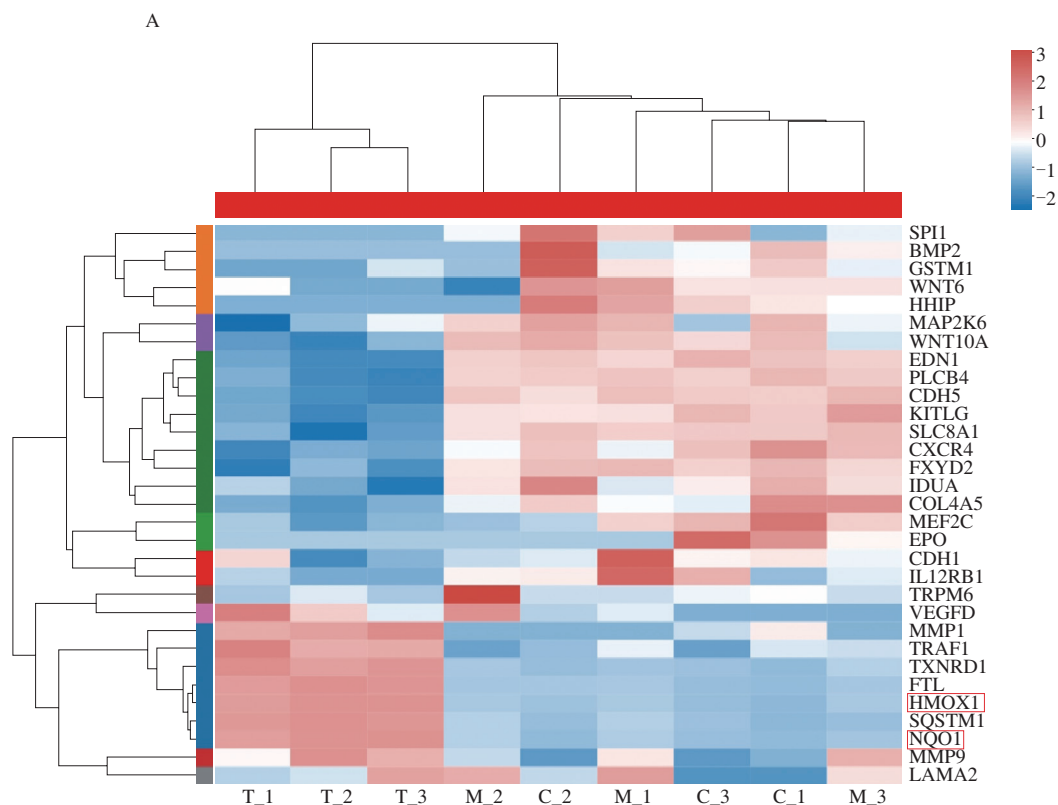 A
3
2
1
0
−1
−2
SPI1
BMP2
GSTM1
WNT6
HHIP
MAP2K6
WNT10A
EDN1
PLCB4
CDH5
KITLG
SLC8A1
CXCR4
FXYD2
IDUA
COL4A5
MEF2C
EPO
CDH1
IL12RB1
TRPM6
VEGFD
MMP1
TRAF1
TXNRD1
FTL
HMOX1
SQSTM1
NQO1
MMP9
LAMA2
T_1 T_2 T_3 M_2 C_2 M_1 C_3 C_1 M_3